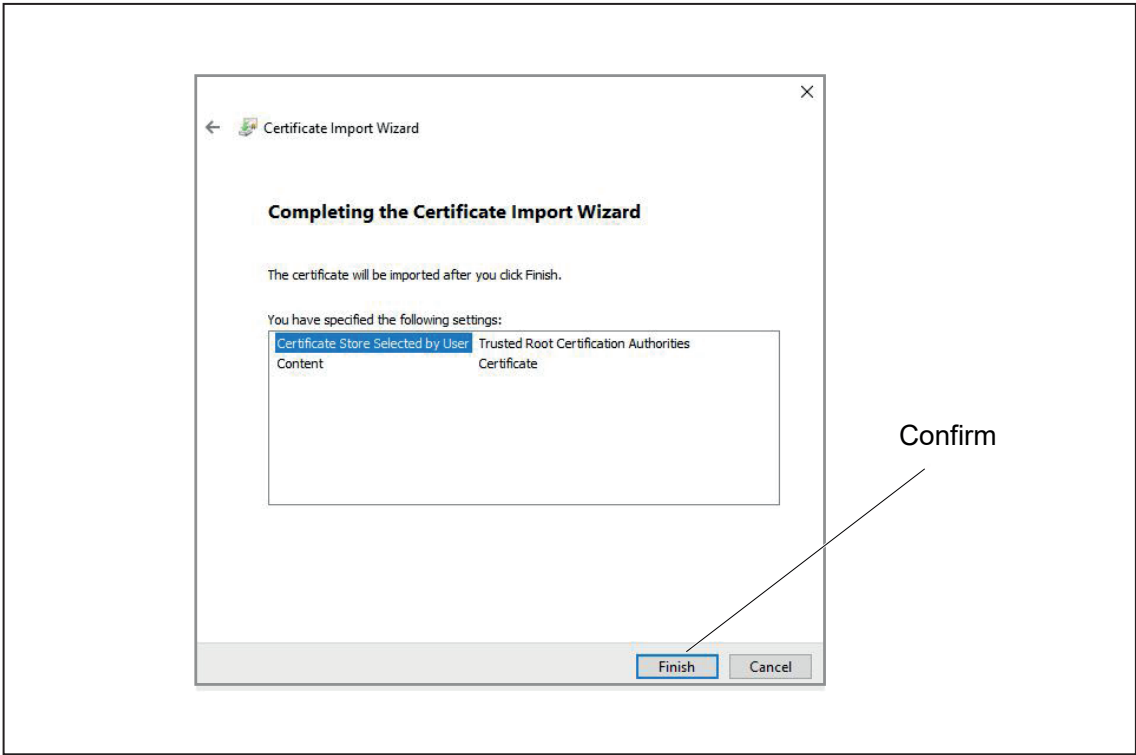 Certificate Import Wizard
Completing the Certificate Import Wizard
The certificate will be imported after you click Finish.
You have specified the following settings:
Certificate Store Selected by User Trusted Root Certification Authorities
Content Certificate
Confirm
Finish Cancel